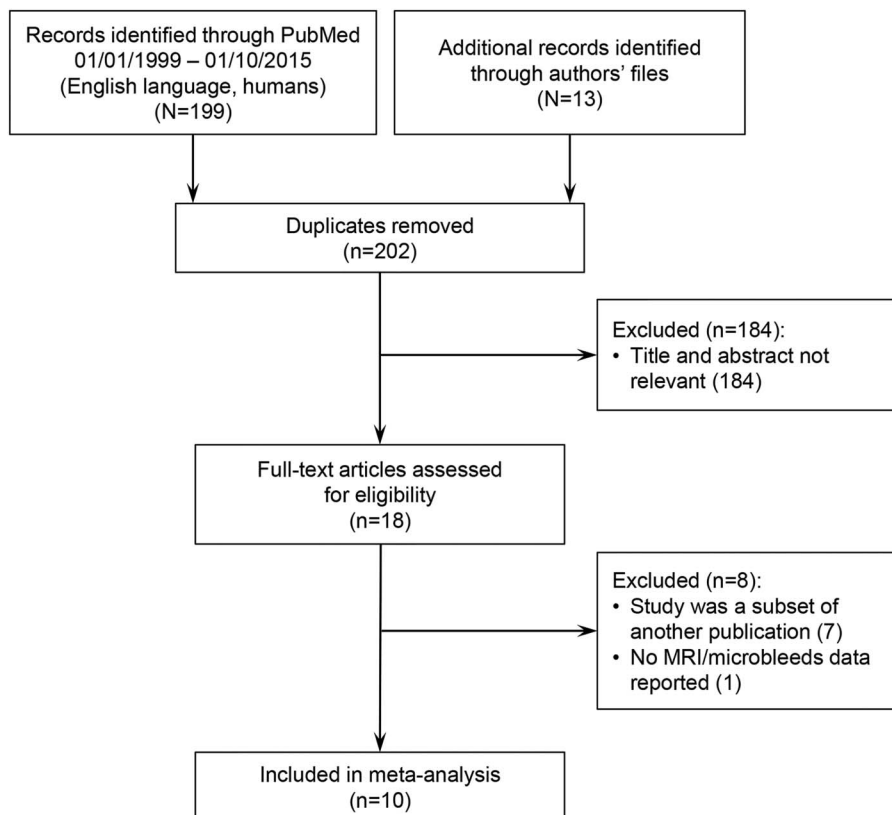 Records identified through PubMed
01/01/1999 – 01/10/2015
(English language, humans)
(N=199)
Additional records identified
through authors’ files
(N=13)
Duplicates removed
(n=202)
Excluded (n=184):
• Title and abstract not
relevant (184)
Full-text articles assessed
for eligibility
(n=18)
Excluded (n=8):
• Study was a subset of
another publication (7)
• No MRI/microbleeds data
reported (1)
Included in meta-analysis
(n=10)